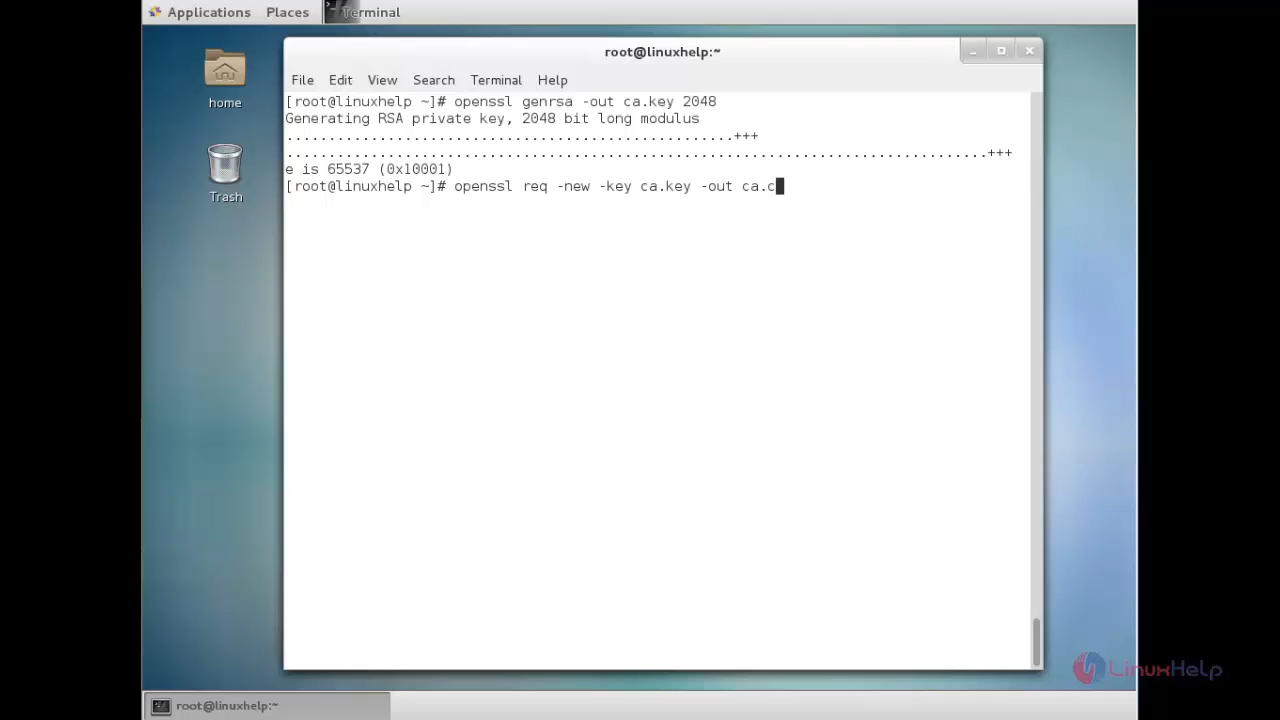 Applications Places Terminal
root@linuxhelp:~
File Edit View Search Terminal Help
[root@linuxhelp ~]# openssl genrsa -out ca.key 2048
Generating RSA private key, 2048 bit long modulus
.....................................................+++
...................................................................................+++
e is 65537 (0x10001)
[root@linuxhelp ~]# openssl req -new -key ca.key -out ca.c
home
Trash
LinuxHelp
root@linuxhelp:~